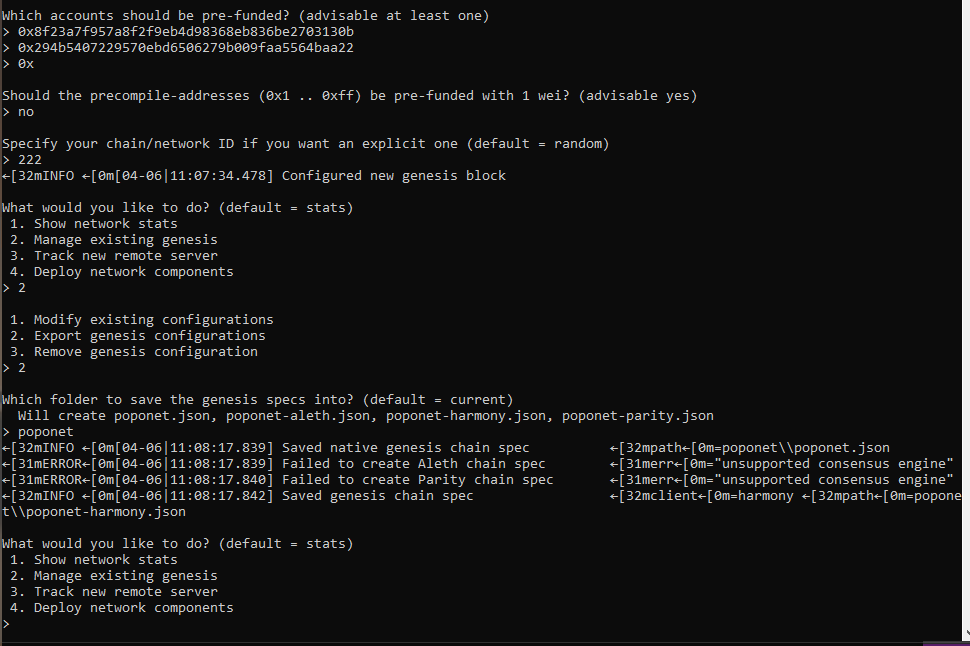 Which accounts should be pre-funded? (advisable at least one)
> 0x8f23a7f957a8f2f9eb4d98368eb836be2703130b
> 0x294b5407229570ebd6506279b009faa5564baa22
> 0x
Should the precompile-addresses (0x1 .. 0xff) be pre-funded with 1 wei? (advisable yes)
> no
Specify your chain/network ID if you want an explicit one (default = random)
> 222
←[32mINFO ←[0m[04-06|11:07:34.478] Configured new genesis block
What would you like to do? (default = stats)
 1. Show network stats
 2. Manage existing genesis
 3. Track new remote server
 4. Deploy network components
> 2
 1. Modify existing configurations
 2. Export genesis configurations
 3. Remove genesis configuration
> 2
Which folder to save the genesis specs into? (default = current)
  Will create poponet.json, poponet-aleth.json, poponet-harmony.json, poponet-parity.json
> poponet
←[32mINFO ←[0m[04-06|11:08:17.839] Saved native genesis chain spec          ←[32mpath←[0m=poponet\\poponet.json
←[31mERROR←[0m[04-06|11:08:17.839] Failed to create Aleth chain spec        ←[31merr←[0m="unsupported consensus engine"
←[31mERROR←[0m[04-06|11:08:17.840] Failed to create Parity chain spec       ←[31merr←[0m="unsupported consensus engine"
←[32mINFO ←[0m[04-06|11:08:17.842] Saved genesis chain spec                 ←[32mclient←[0m=harmony ←[32mpath←[0m=popone
t\\poponet-harmony.json
What would you like to do? (default = stats)
 1. Show network stats
 2. Manage existing genesis
 3. Track new remote server
 4. Deploy network components
>